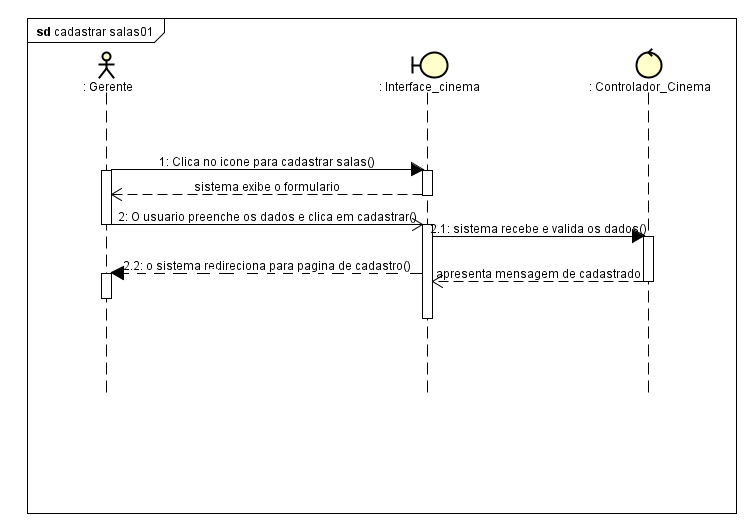 sd cadastrar salas01
: Gerente
: Interface_cinema
: Controlador_Cinema
1: Clica no icone para cadastrar salas()
sistema exibe o formulario
2: O usuario preenche os dados e clica em cadastrar()
2.1: sistema recebe e valida os dados()
2.2: o sistema redireciona para pagina de cadastro()
apresenta mensagem de cadastrado